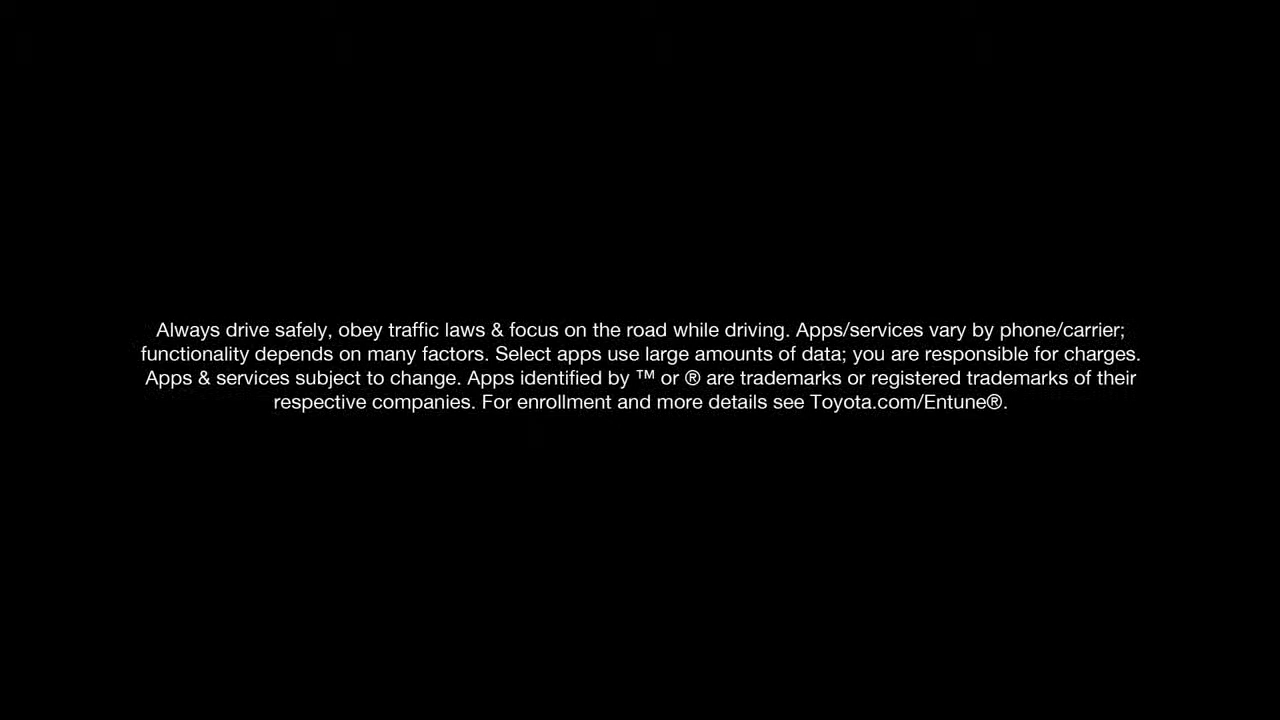 Always drive safely, obey traffic laws & focus on the road while driving. Apps/services vary by phone/carrier;
functionality depends on many factors. Select apps use large amounts of data; you are responsible for charges.
Apps & services subject to change. Apps identified by ™ or ® are trademarks or registered trademarks of their
respective companies. For enrollment and more details see Toyota.com/Entune®.